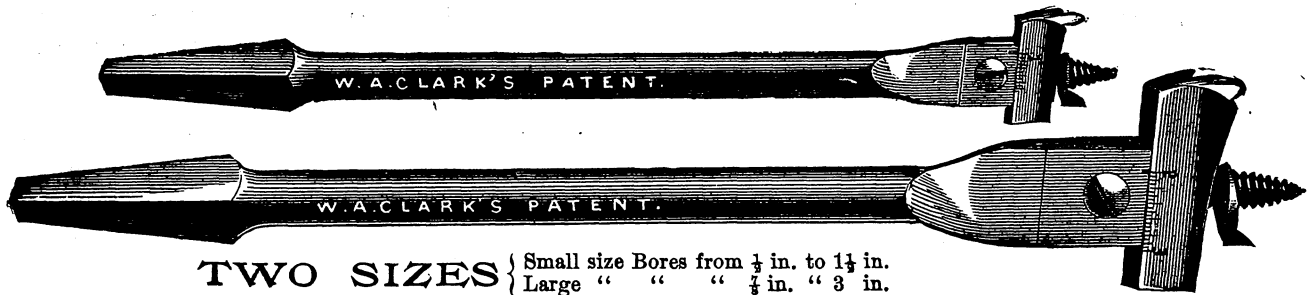 W. A. CLARK'S PATENT.
W. A. CLARK'S PATENT.
TWO SIZES { Small size Bores from ½ in. to 1½ in.
Large “ “ “ ⅞ in. “ 3 in.